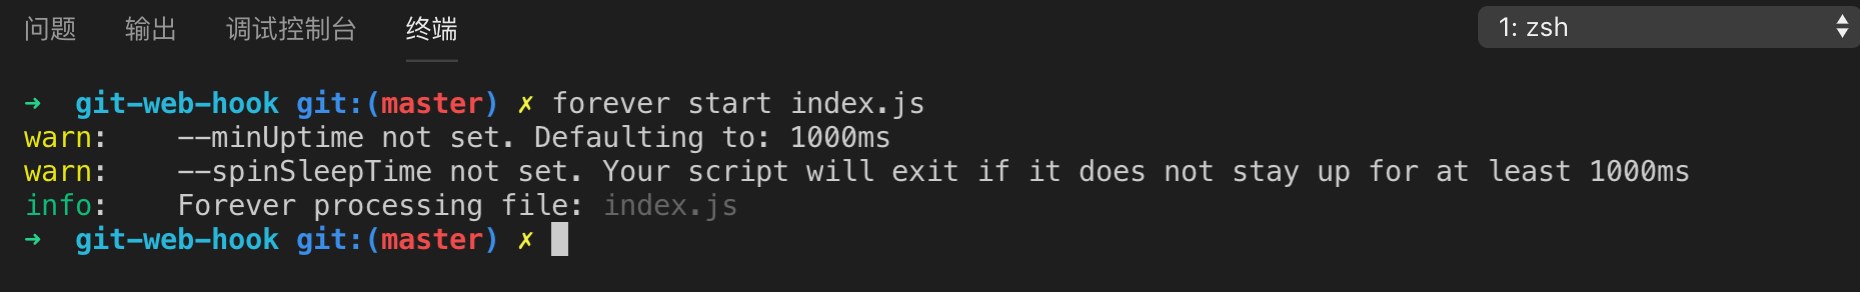 问题 输出 调试控制台 终端 1: zsh
➜ git-web-hook git:(master) ✗ forever start index.js
warn: --minUptime not set. Defaulting to: 1000ms
warn: --spinSleepTime not set. Your script will exit if it does not stay up for at least 1000ms
info: Forever processing file: index.js
➜ git-web-hook git:(master) ✗